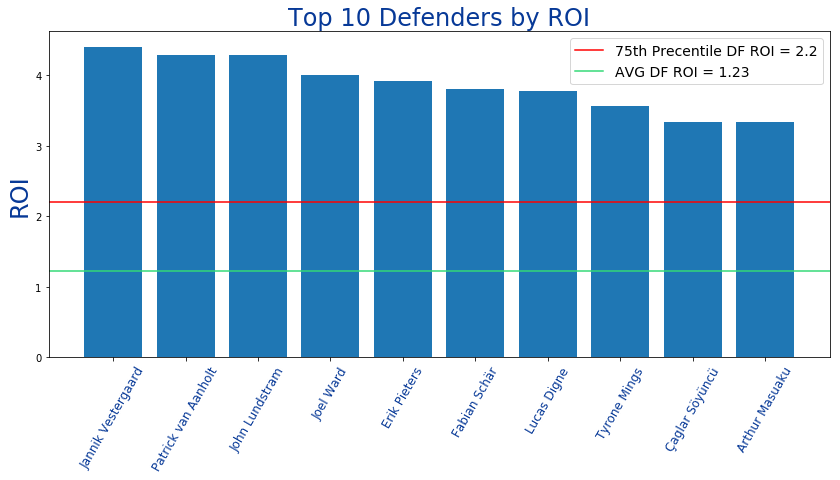 Top 10 Defenders by ROI
75th Precentile DF ROI = 2.2
AVG DF ROI = 1.23
ROI
4
3
2
1
0
Jannik Vestergaard
Patrick van Aanholt
John Lundstram
Joel Ward
Erik Pieters
Fabian Schär
Lucas Digne
Tyrone Mings
Çaglar Söyüncü
Arthur Masuaku